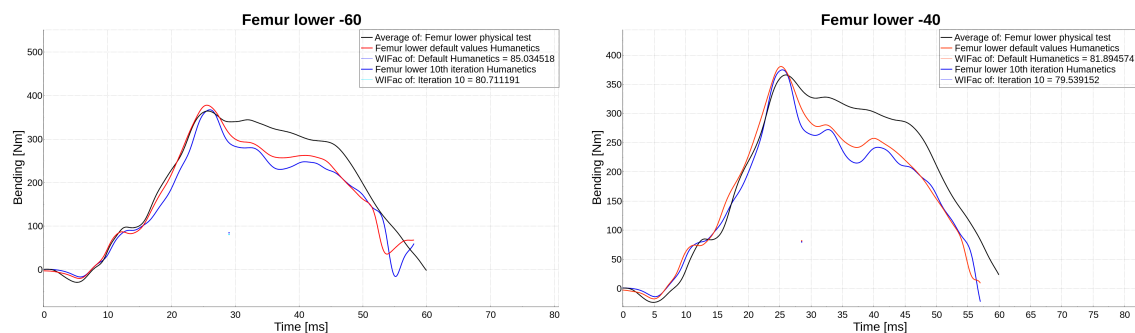 Femur lower -60
Average of: Femur lower physical test
Femur lower default values Humanetics
WIFac of: Default Humanetics = 85.034518
Femur lower 10th iteration Humanetics
WIFac of: Iteration 10 = 80.711191
500
400
300
200
100
0
Bending [Nm]
0 10 20 30 40 50 60 70 80
Time [ms]
Femur lower -40
Average of: Femur lower physical test
Femur lower default values Humanetics
WIFac of: Default Humanetics = 81.894574
Femur lower 10th iteration Humanetics
WIFac of: Iteration 10 = 79.539152
400
350
300
250
200
150
100
50
0
Bending [Nm]
0 5 10 15 20 25 30 35 40 45 50 55 60 65 70 75 80
Time [ms]